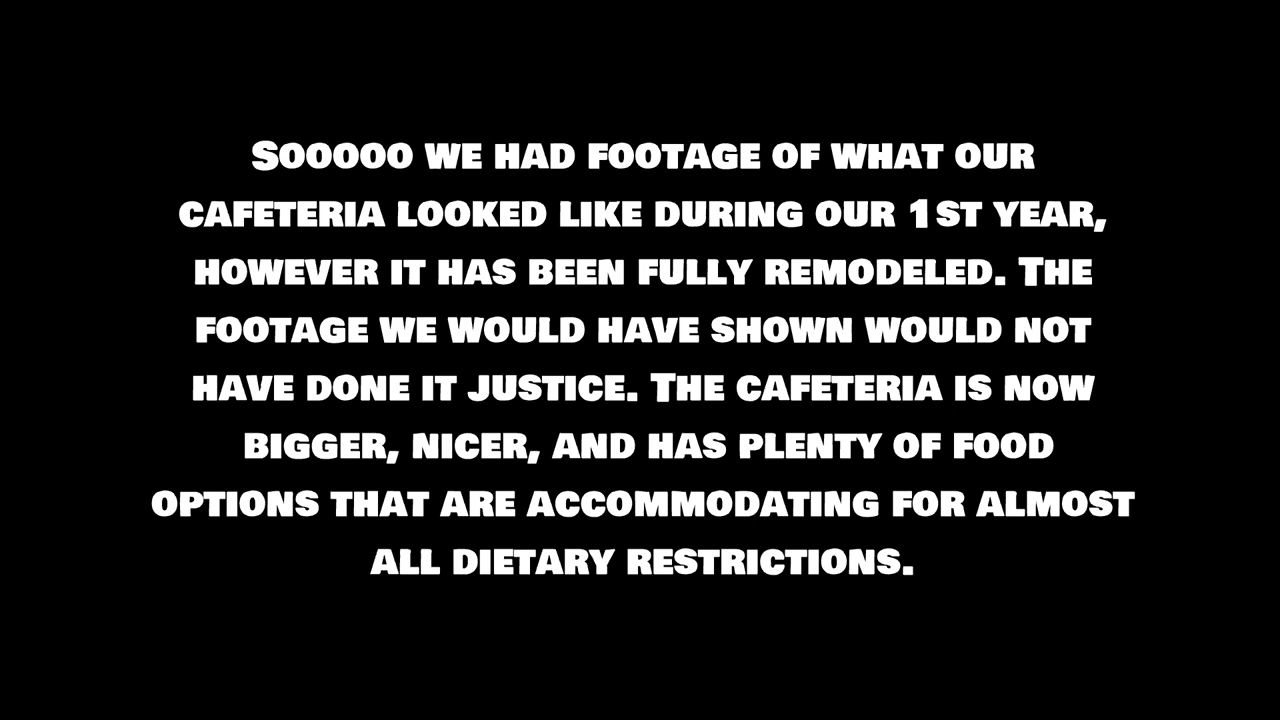 Sooooo we had footage of what our
cafeteria looked like during our 1st year,
however it has been fully remodeled. The
footage we would have shown would not
have done it justice. The cafeteria is now
bigger, nicer, and has plenty of food
options that are accommodating for almost
all dietary restrictions.